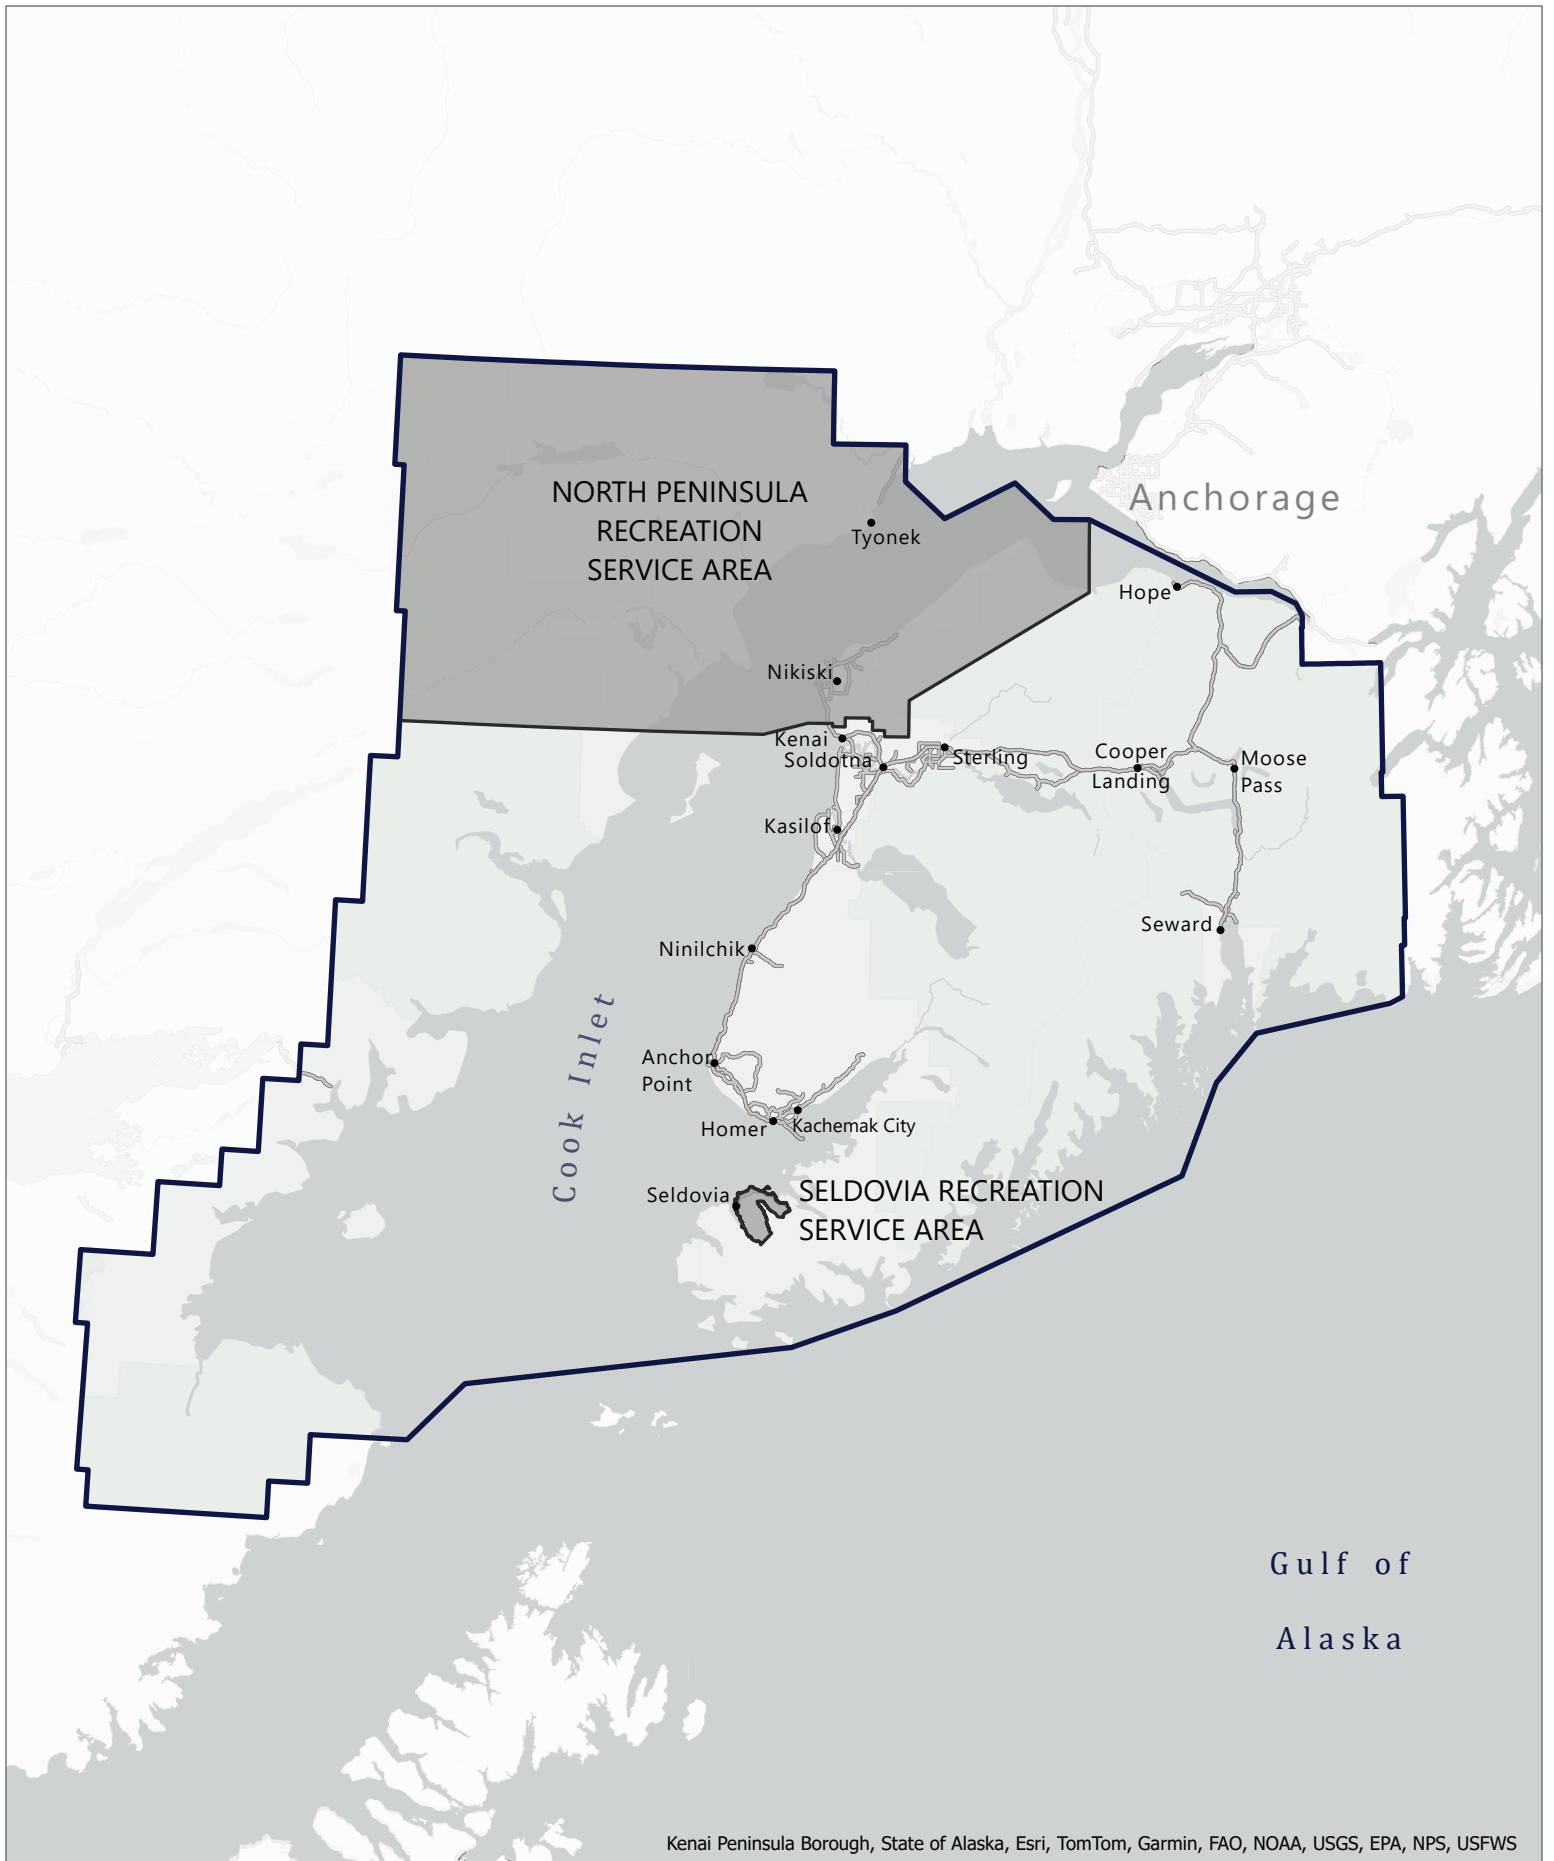 NORTH PENINSULA
RECREATION
SERVICE AREA
Anchorage
Tyonek
Hope
Nikiski
Kenai
Soldotna
Sterling
Cooper
Landing
Moose
Pass
Kasilof
Seward
Ninilchik
Cook Inlet
Anchor
Point
Homer
Kachemak City
Seldovia
SELDOVIA RECREATION
SERVICE AREA
Gulf of
Alaska
Kenai Peninsula Borough, State of Alaska, Esri, TomTom, Garmin, FAO, NOAA, USGS, EPA, NPS, USFWS